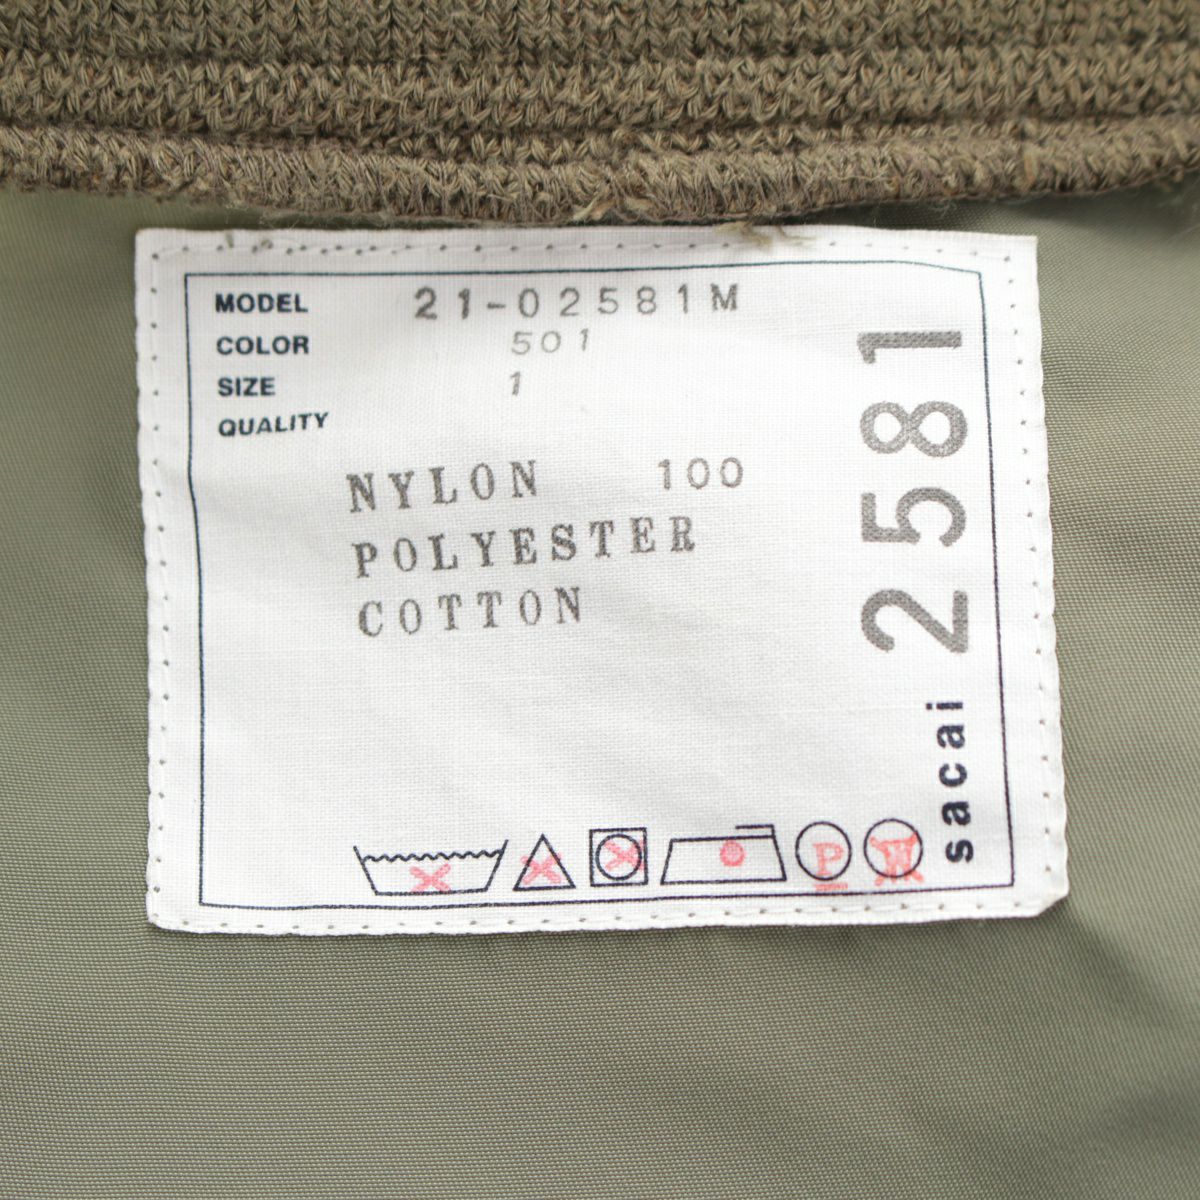 MODEL 21-02581M
COLOR 501
SIZE 1
QUALITY
NYLON 100
POLYESTER
COTTON
P
W
sacai 2581